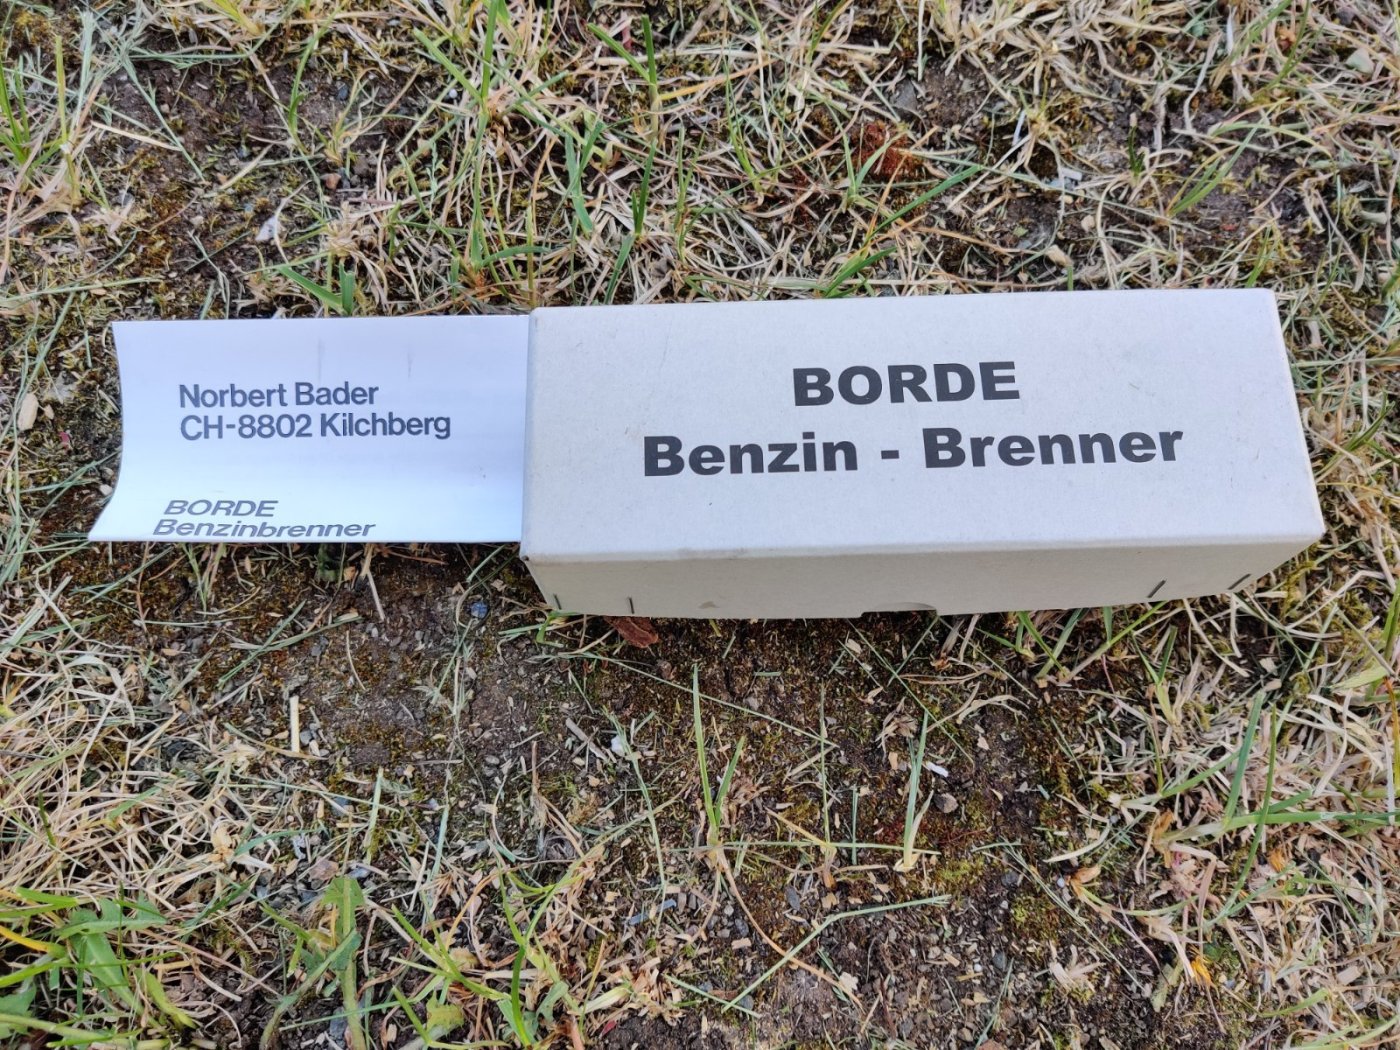 Norbert Bader
CH-8802 Kilchberg
BORDE
Benzinbrenner
BORDE
Benzin - Brenner